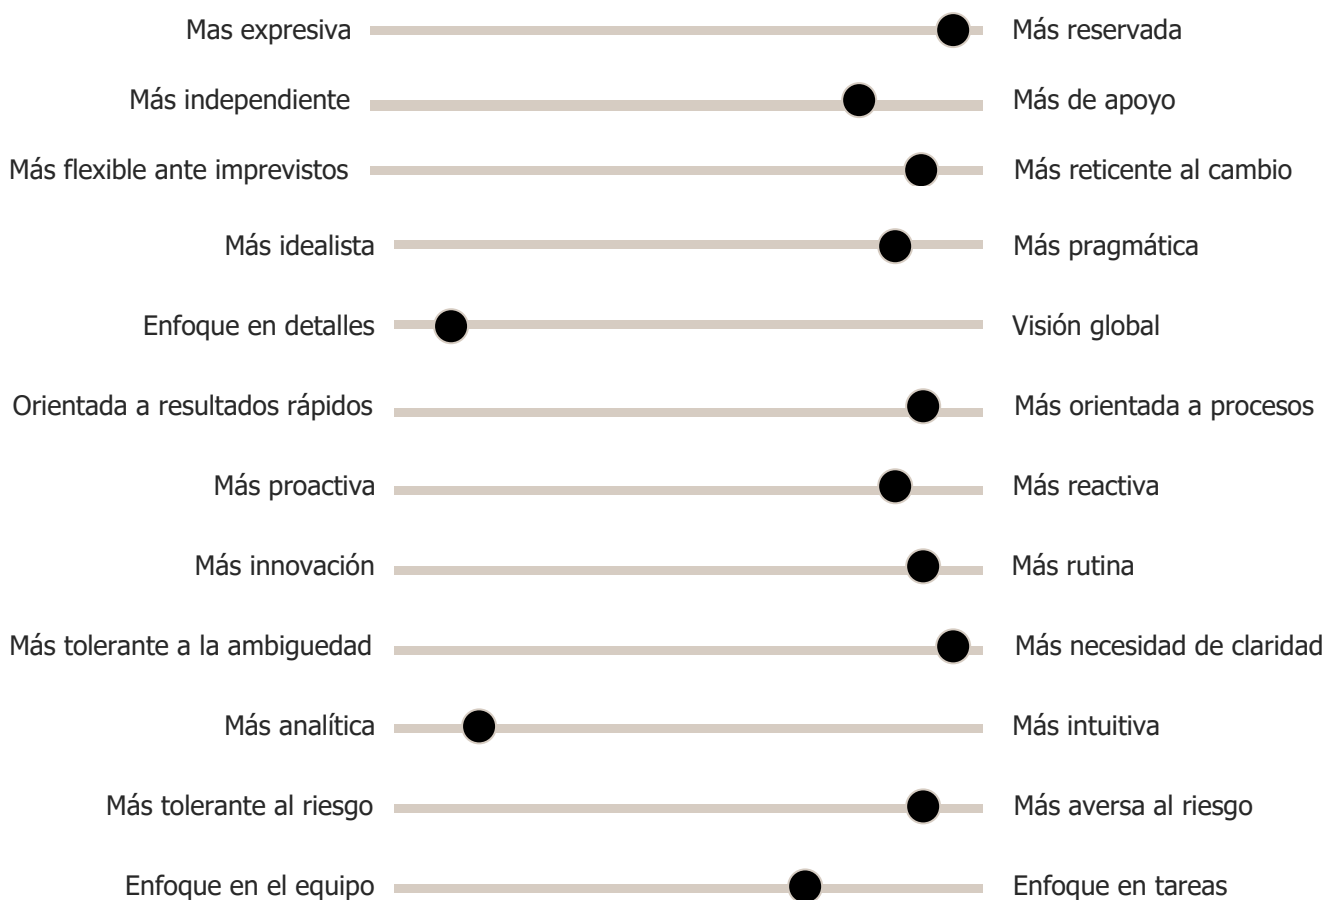 Mas expresiva Más reservada
Más independiente Más de apoyo
Más flexible ante imprevistos Más reticente al cambio
Más idealista Más pragmática
Enfoque en detalles Visión global
Orientada a resultados rápidos Más orientada a procesos
Más proactiva Más reactiva
Más innovación Más rutina
Más tolerante a la ambiguedad Más necesidad de claridad
Más analítica Más intuitiva
Más tolerante al riesgo Más aversa al riesgo
Enfoque en el equipo Enfoque en tareas